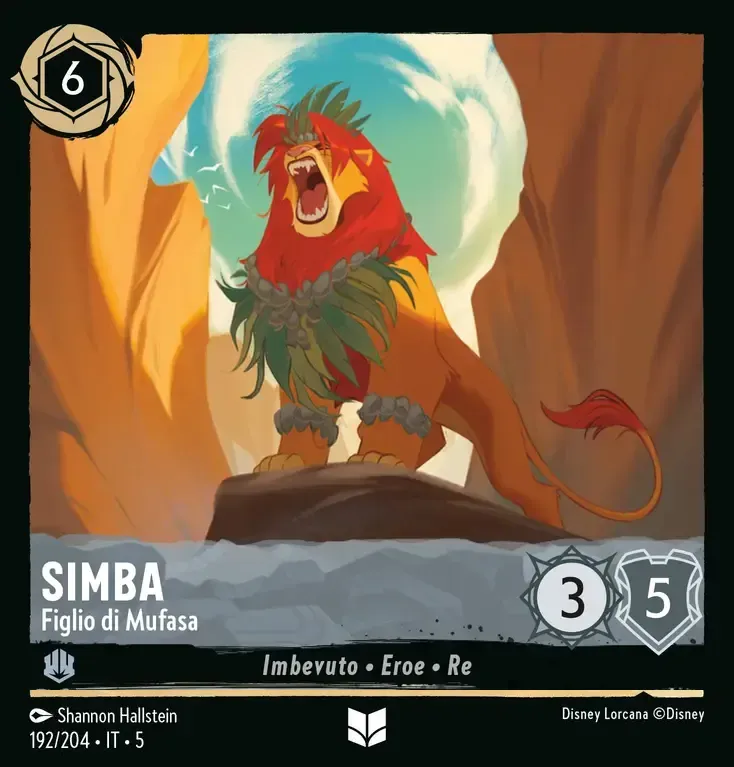 6
SIMBA
Figlio di Mufasa
3
5
Imbevuto • Eroe • Re
Shannon Hallstein
Disney Lorcana ©Disney
192/204 • IT • 5